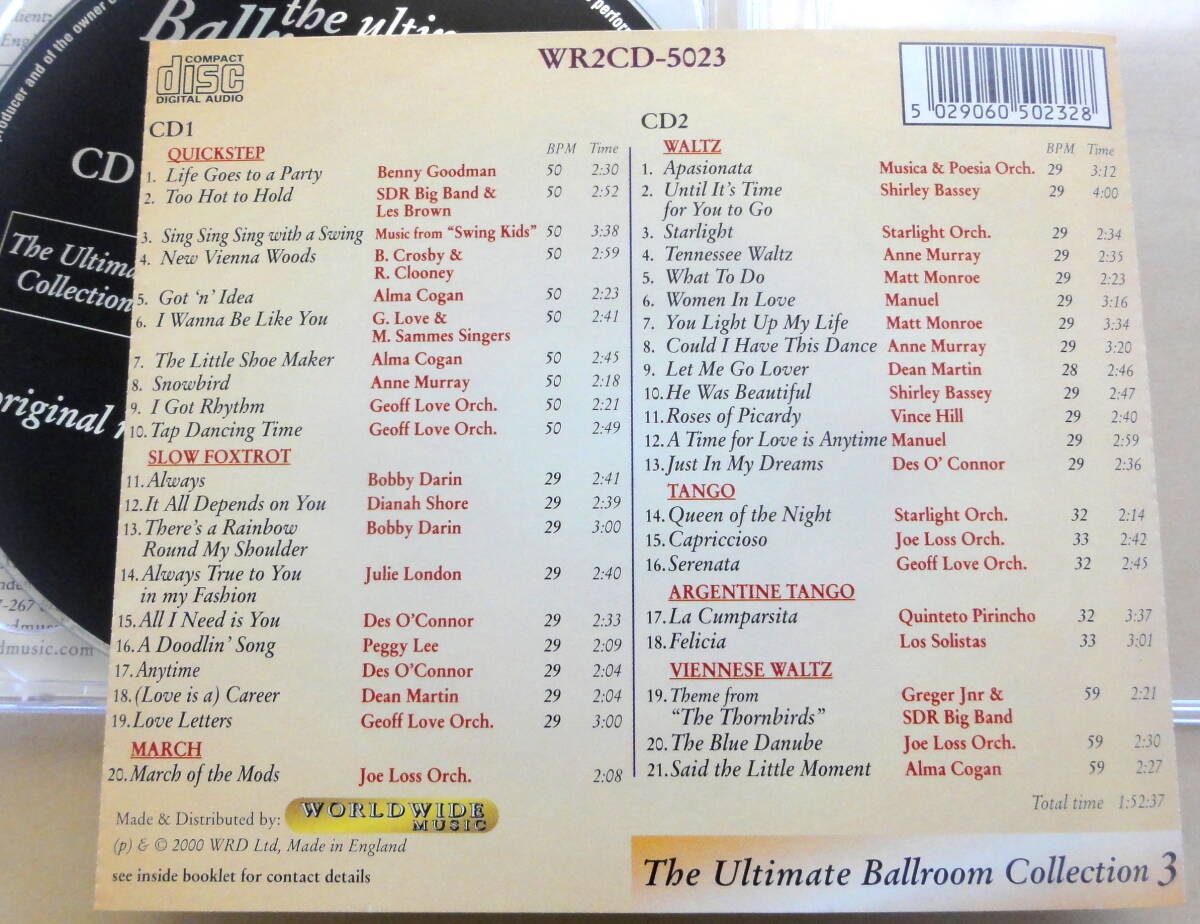 producer and of the owner o
Ball
the ultim
perform
CD
The Ultima
Collection
original
7-267
dmusic.com
COMPACT
disc
DIGITAL AUDIO
WR2CD-5023
5 029060 502328
CD1
QUICKSTEP BPM Time
1. Life Goes to a Party Benny Goodman 50 2:30
2. Too Hot to Hold SDR Big Band & 50 2:52
Les Brown
3. Sing Sing Sing with a Swing Music from "Swing Kids" 50 3:38
4. New Vienna Woods B. Crosby & 50 2:59
R. Clooney
5. Got 'n' Idea Alma Cogan 50 2:23
6. I Wanna Be Like You G. Love & 50 2:41
M. Sammes Singers
7. The Little Shoe Maker Alma Cogan 50 2:45
8. Snowbird Anne Murray 50 2:18
9. I Got Rhythm Geoff Love Orch. 50 2:21
10. Tap Dancing Time Geoff Love Orch. 50 2:49
SLOW FOXTROT
11. Always Bobby Darin 29 2:41
12. It All Depends on You Dianah Shore 29 2:39
13. There's a Rainbow Bobby Darin 29 3:00
Round My Shoulder
14. Always True to You Julie London 29 2:40
in my Fashion
15. All I Need is You Des O'Connor 29 2:33
16. A Doodlin' Song Peggy Lee 29 2:09
17. Anytime Des O'Connor 29 2:04
18. (Love is a) Career Dean Martin 29 2:04
19. Love Letters Geoff Love Orch. 29 3:00
MARCH
20. March of the Mods Joe Loss Orch. 2:08
Made & Distributed by: WORLDWIDE
MUSIC
(p) & © 2000 WRD Ltd, Made in England
see inside booklet for contact details
CD2
WALTZ BPM Time
1. Apasionata Musica & Poesia Orch. 29 3:12
2. Until It's Time Shirley Bassey 29 4:00
for You to Go
3. Starlight Starlight Orch. 29 2:34
4. Tennessee Waltz Anne Murray 29 2:35
5. What To Do Matt Monroe 29 2:23
6. Women In Love Manuel 29 3:16
7. You Light Up My Life Matt Monroe 29 3:34
8. Could I Have This Dance Anne Murray 29 3:20
9. Let Me Go Lover Dean Martin 28 2:46
10. He Was Beautiful Shirley Bassey 29 2:47
11. Roses of Picardy Vince Hill 29 2:40
12. A Time for Love is Anytime Manuel 29 2:59
13. Just In My Dreams Des O' Connor 29 2:36
TANGO
14. Queen of the Night Starlight Orch. 32 2:14
15. Capriccioso Joe Loss Orch. 33 2:42
16. Serenata Geoff Love Orch. 32 2:45
ARGENTINE TANGO
17. La Cumparsita Quinteto Pirincho 32 3:37
18. Felicia Los Solistas 33 3:01
VIENNESE WALTZ
19. Theme from Greger Jnr & 59 2:21
"The Thornbirds" SDR Big Band
20. The Blue Danube Joe Loss Orch. 59 2:30
21. Said the Little Moment Alma Cogan 59 2:27
Total time 1:52:37
The Ultimate Ballroom Collection 3